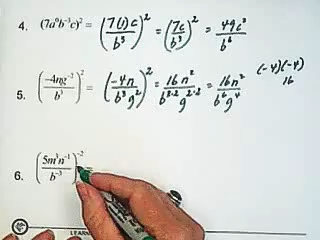 4. (7a⁰b⁻³c)² = (7(1)c/b³)² = (7c/b³)² = 49c²/b⁶
(-4)(-4)
16
5. (-4ng⁻²/b³)² = (-4n/b³g²)² = 16n²/b³·²g²·² = 16n²/b⁶g⁴
6. (5m³n⁻¹/b⁻³)⁻² =
LEARN